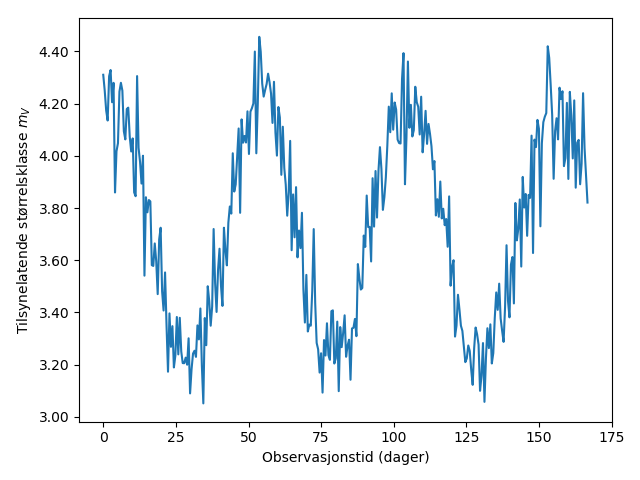 Tilsynelatende størrelsklasse $m_V$
4.40
4.20
4.00
3.80
3.60
3.40
3.20
3.00
0 25 50 75 100 125 150 175
Observasjonstid (dager)